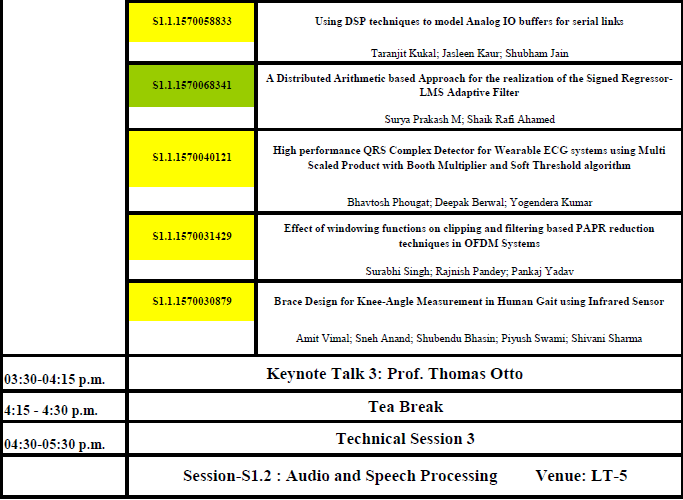 S1.1.1570058833
Using DSP techniques to model Analog IO buffers for serial links
Taranjit Kukal; Jasleen Kaur; Shubham Jain
S1.1.1570068341
A Distributed Arithmetic based Approach for the realization of the Signed Regressor-
LMS Adaptive Filter
Surya Prakash M; Shaik Rafi Ahamed
S1.1.1570040121
High performance QRS Complex Detector for Wearable ECG systems using Multi
Scaled Product with Booth Multiplier and Soft Threshold algorithm
Bhavtosh Phougat; Deepak Berwal; Yogendera Kumar
S1.1.1570031429
Effect of windowing functions on clipping and filtering based PAPR reduction
techniques in OFDM Systems
Surabhi Singh; Rajnish Pandey; Pankaj Yadav
S1.1.1570030879
Brace Design for Knee-Angle Measurement in Human Gait using Infrared Sensor
Amit Vimal; Sneh Anand; Shubendu Bhasin; Piyush Swami; Shivani Sharma
03:30-04:15 p.m.
Keynote Talk 3: Prof. Thomas Otto
4:15 - 4:30 p.m.
Tea Break
04:30-05:30 p.m.
Technical Session 3
Session-S1.2 : Audio and Speech Processing Venue: LT-5